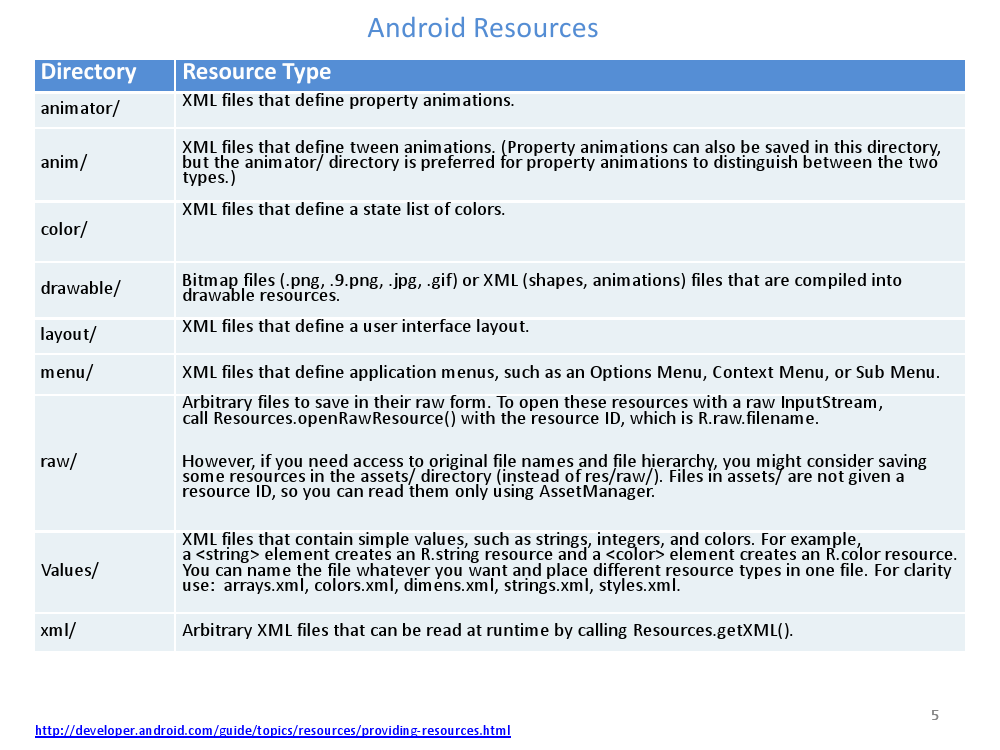 Android Resources
Directory Resource Type
animator/ XML files that define property animations.
anim/ XML files that define tween animations. (Property animations can also be saved in this directory,
but the animator/ directory is preferred for property animations to distinguish between the two
types.)
color/ XML files that define a state list of colors.
drawable/ Bitmap files (.png, .9.png, .jpg, .gif) or XML (shapes, animations) files that are compiled into
drawable resources.
layout/ XML files that define a user interface layout.
menu/ XML files that define application menus, such as an Options Menu, Context Menu, or Sub Menu.
raw/ Arbitrary files to save in their raw form. To open these resources with a raw InputStream,
call Resources.openRawResource() with the resource ID, which is R.raw.filename.
However, if you need access to original file names and file hierarchy, you might consider saving
some resources in the assets/ directory (instead of res/raw/). Files in assets/ are not given a
resource ID, so you can read them only using AssetManager.
Values/ XML files that contain simple values, such as strings, integers, and colors. For example,
a <string> element creates an R.string resource and a <color> element creates an R.color resource.
You can name the file whatever you want and place different resource types in one file. For clarity
use: arrays.xml, colors.xml, dimens.xml, strings.xml, styles.xml.
xml/ Arbitrary XML files that can be read at runtime by calling Resources.getXML().
5
http://developer.android.com/guide/topics/resources/providing-resources.html